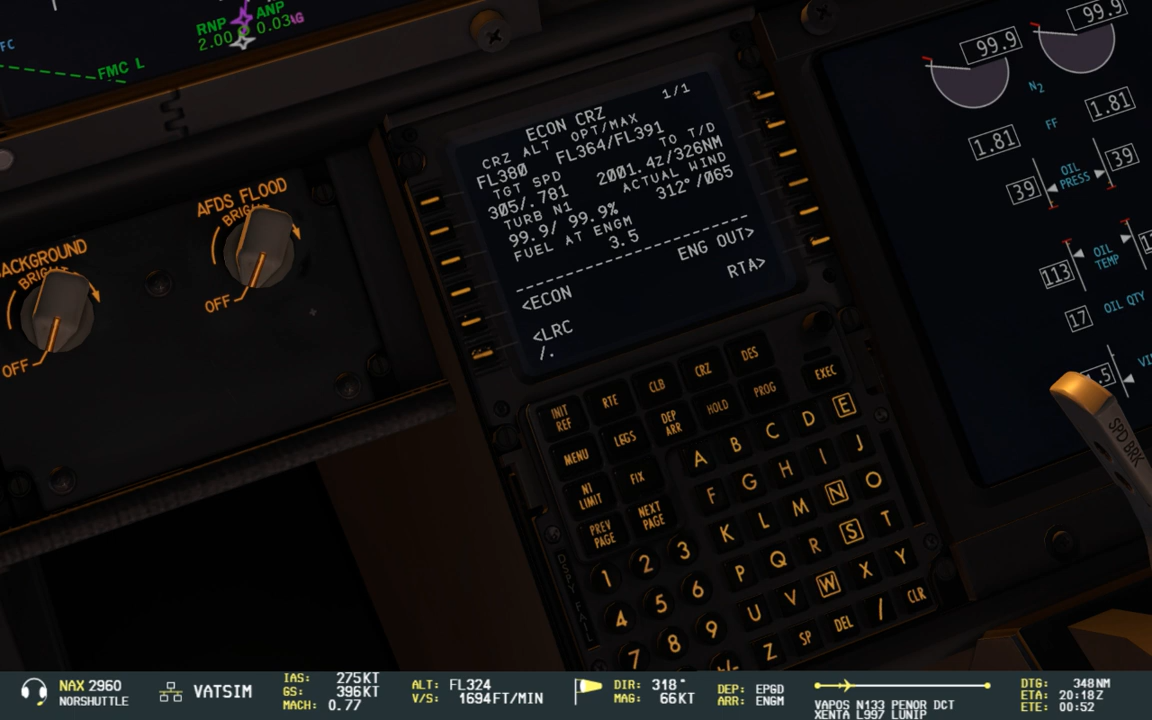 RNP ANP
2.00 0.03
FMC L
FC
AFDS FLOOD
BRIGHT
OFF
BRIGHT
OFF
1/1
ECON CRZ
CRZ ALT OPT/MAX
FL380 FL364/FL391
TGT SPD TO T/D
305/.781 2001.4z/326NM
TURB N1 ACTUAL WIND
99.9/ 99.9% 312°/065
FUEL AT ENGM
3.5
--------------------
ENG OUT>
<ECON RTA>
<LRC
/.
INIT REF
RTE
CLB
CRZ
DES
MENU
LEGS
DEP ARR
HOLD
PROG
EXEC
N1 LIMIT
FIX
PREV PAGE
NEXT PAGE
A B C D E
F G H I J
K L M N O
P Q R S T
U V W X Y
Z SP DEL / CLR
1 2 3
4 5 6
7 8 9
99.9 99.9
N2
1.81 FF 1.81
39 OIL PRESS 39
113 OIL TEMP
17 OIL QTY
SPD BRK
NAX 2960
NORSHUTTLE
VATSIM
IAS: 275KT
GS: 396KT
MACH: 0.77
ALT: FL324
V/S: 1694FT/MIN
DIR: 318°
MAG: 66KT
DEP: EPGD
ARR: ENGM
VAPOS N133 PENOR DCT
XENTA L997 LUNIP
DTG: 348NM
ETA: 20:18Z
ETE: 00:52